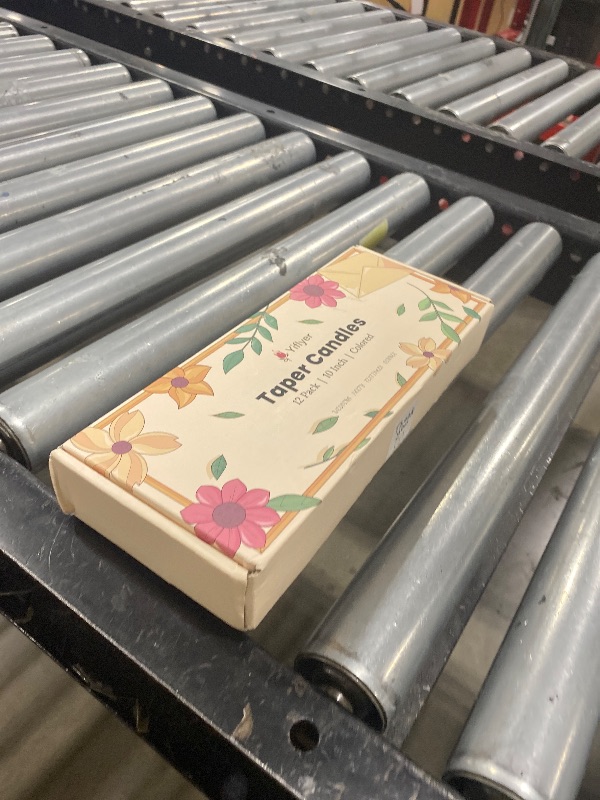 Yiflyer
Taper Candles
12 Pack | 10 Inch | Colored